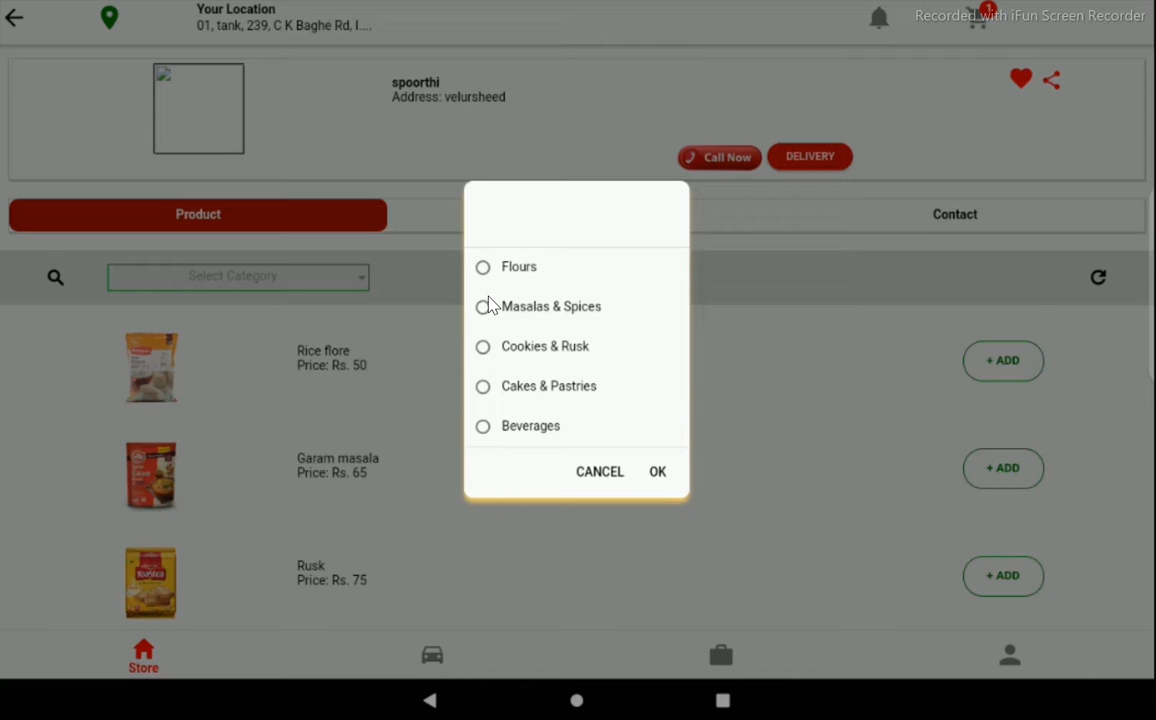 Your Location
01, tank, 239, C K Baghe Rd, I....
Recorded with iFun Screen Recorder
1
spoorthi
Address: velursheed
Call Now
DELIVERY
Product
Contact
Select Category
Flours
Masalas & Spices
Cookies & Rusk
Cakes & Pastries
Beverages
CANCEL
OK
Rice flore
Price: Rs. 50
+ ADD
Garam masala
Price: Rs. 65
+ ADD
Rusk
Price: Rs. 75
+ ADD
Toastea
Store